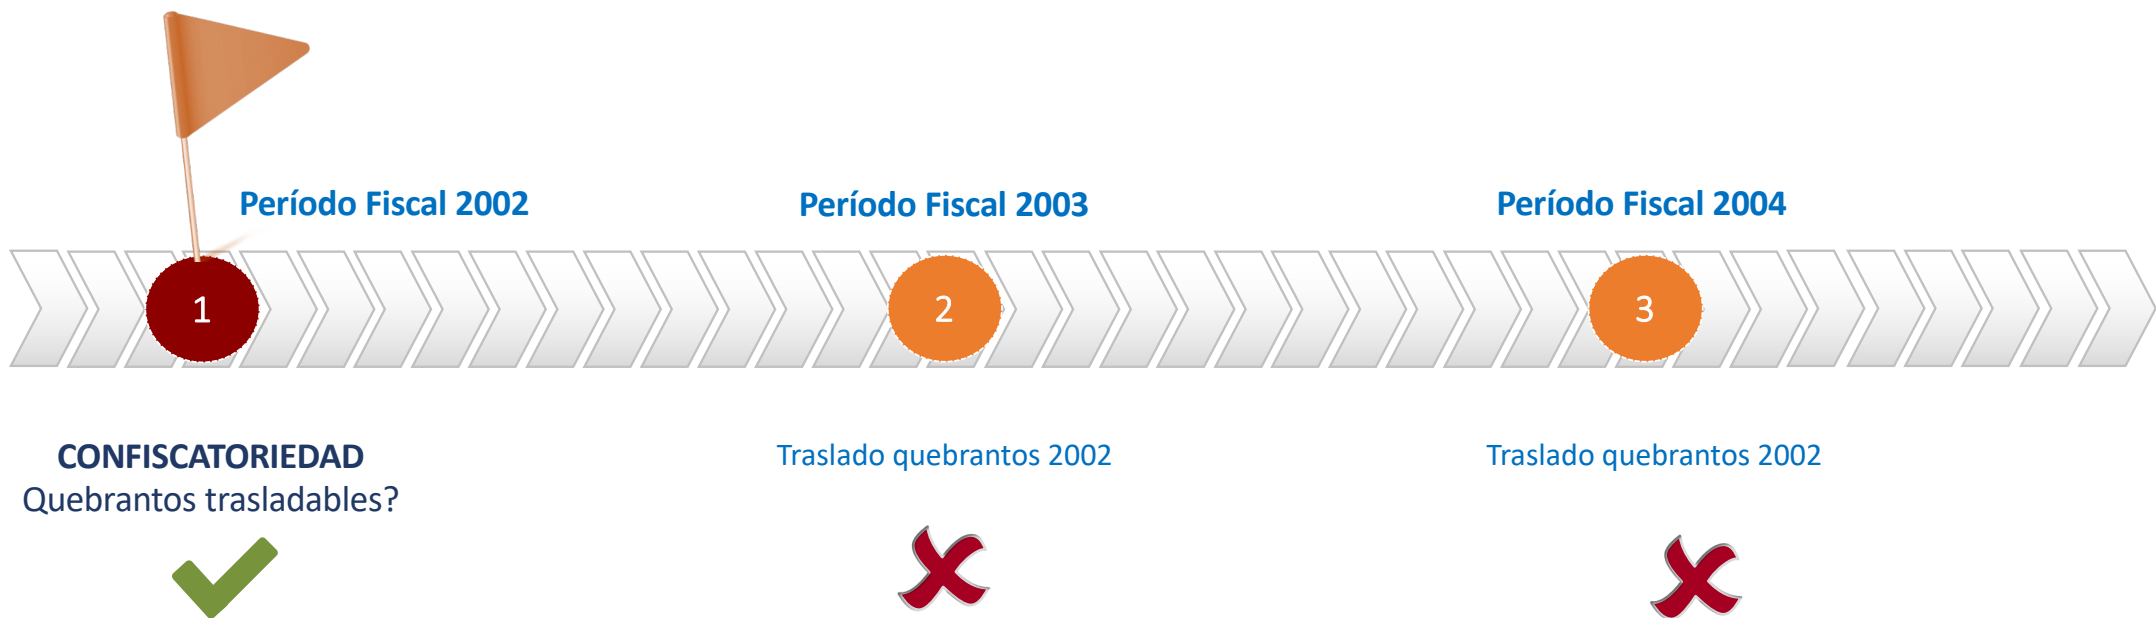 Período Fiscal 2002
Período Fiscal 2003
Período Fiscal 2004
1
2
3
CONFISCATORIEDAD
Quebrantos trasladables?
Traslado quebrantos 2002
Traslado quebrantos 2002